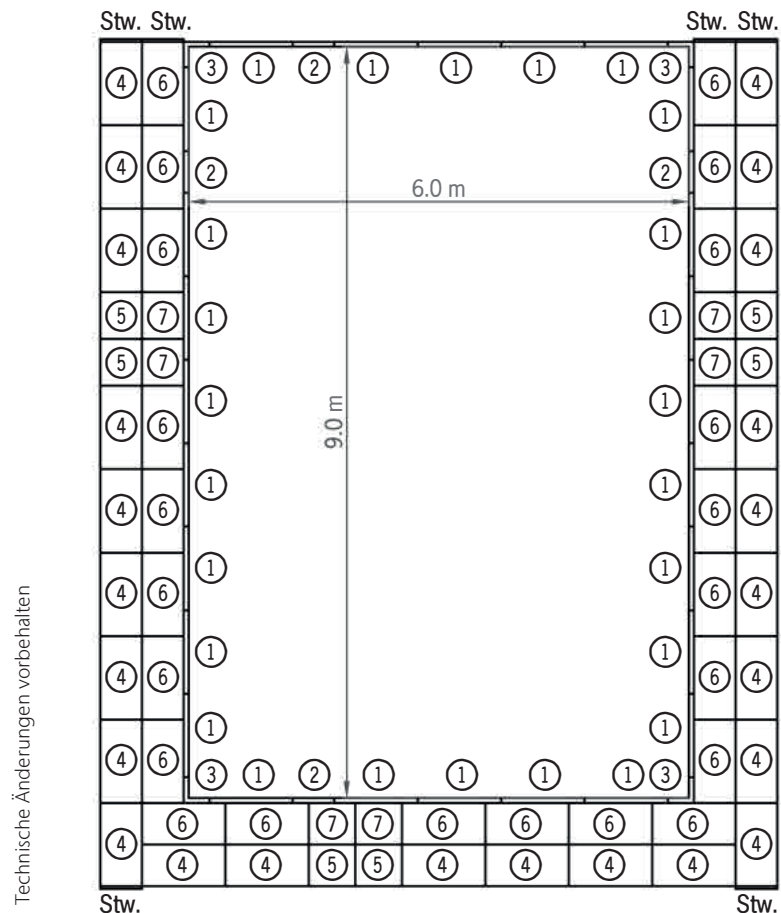 Stw. Stw. Stw. Stw.
4 6 3 1 2 1 1 1 1 3 6 4
1 1
4 6 2 2 6 4
6.0 m
4 6 1 1 6 4
5 7 1 1 7 5
5 7 7 5
9.0 m
4 6 1 1 6 4
4 6 1 1 6 4
4 6 1 1 6 4
4 6 1 1 6 4
1 1
4 6 3 1 2 1 1 1 1 3 6 4
6 6 7 7 6 6 6 6
4 4
4 4 5 5 4 4 4 4
Stw. Stw.
Technische Änderungen vorbehalten